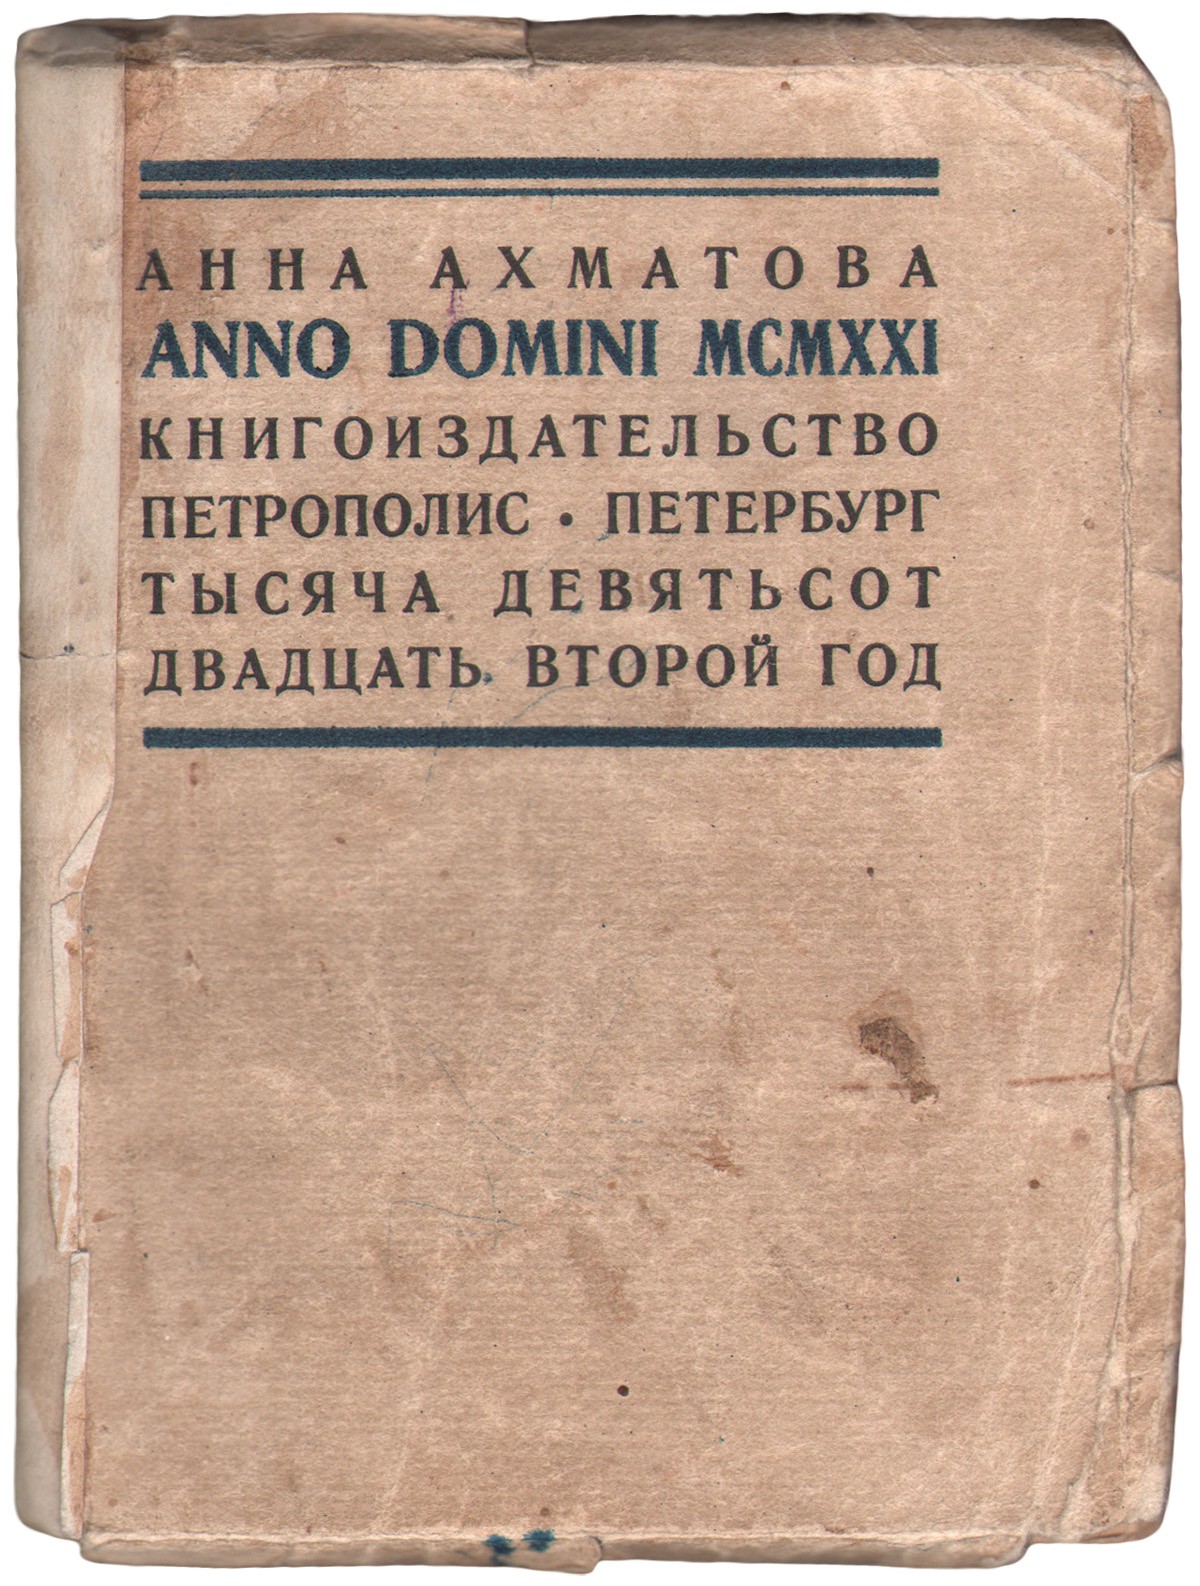 АННА АХМАТОВА
ANNO DOMINI MCMXXI
КНИГОИЗДАТЕЛЬСТВО
ПЕТРОПОЛИС · ПЕТЕРБУРГ
ТЫСЯЧА ДЕВЯТЬСОТ
ДВАДЦАТЬ ВТОРОЙ ГОД